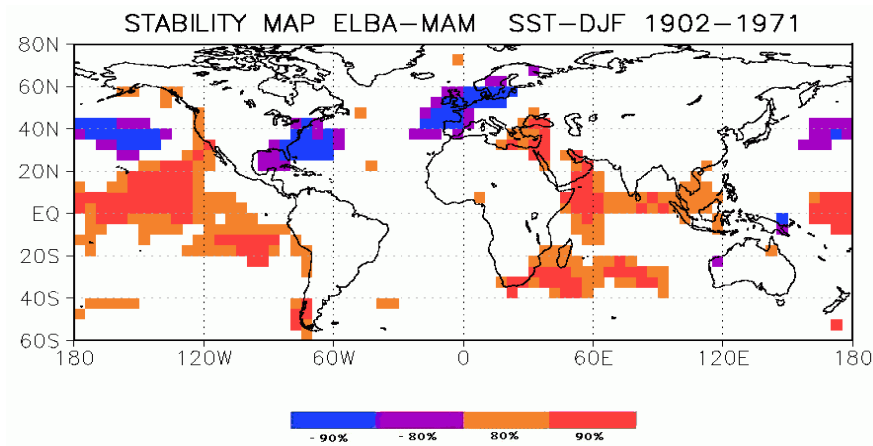 STABILITY MAP ELBA-MAM SST-DJF 1902-1971
80N
60N
40N
20N
EQ
20S
40S
60S
180 120W 60W 0 60E 120E 180
-90% -80% 80% 90%